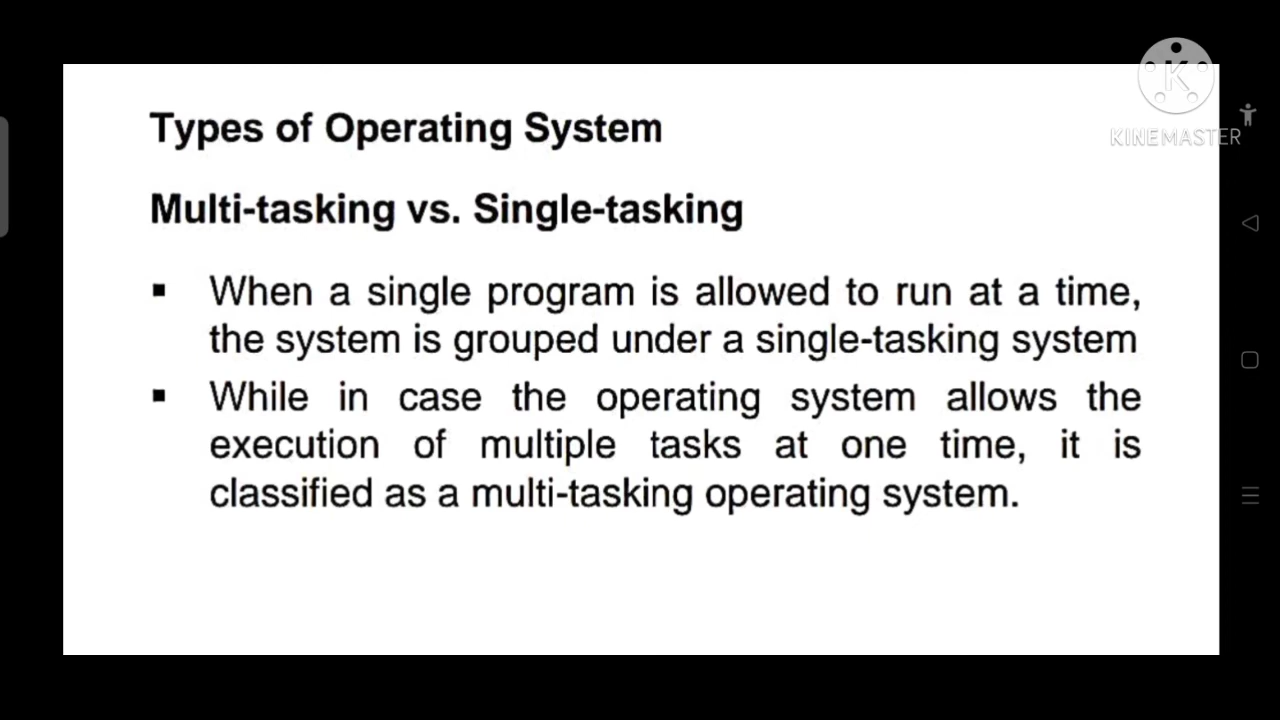 K
KINEMASTER
Types of Operating System
Multi-tasking vs. Single-tasking
▪ When a single program is allowed to run at a time,
the system is grouped under a single-tasking system
▪ While in case the operating system allows the
execution of multiple tasks at one time, it is
classified as a multi-tasking operating system.